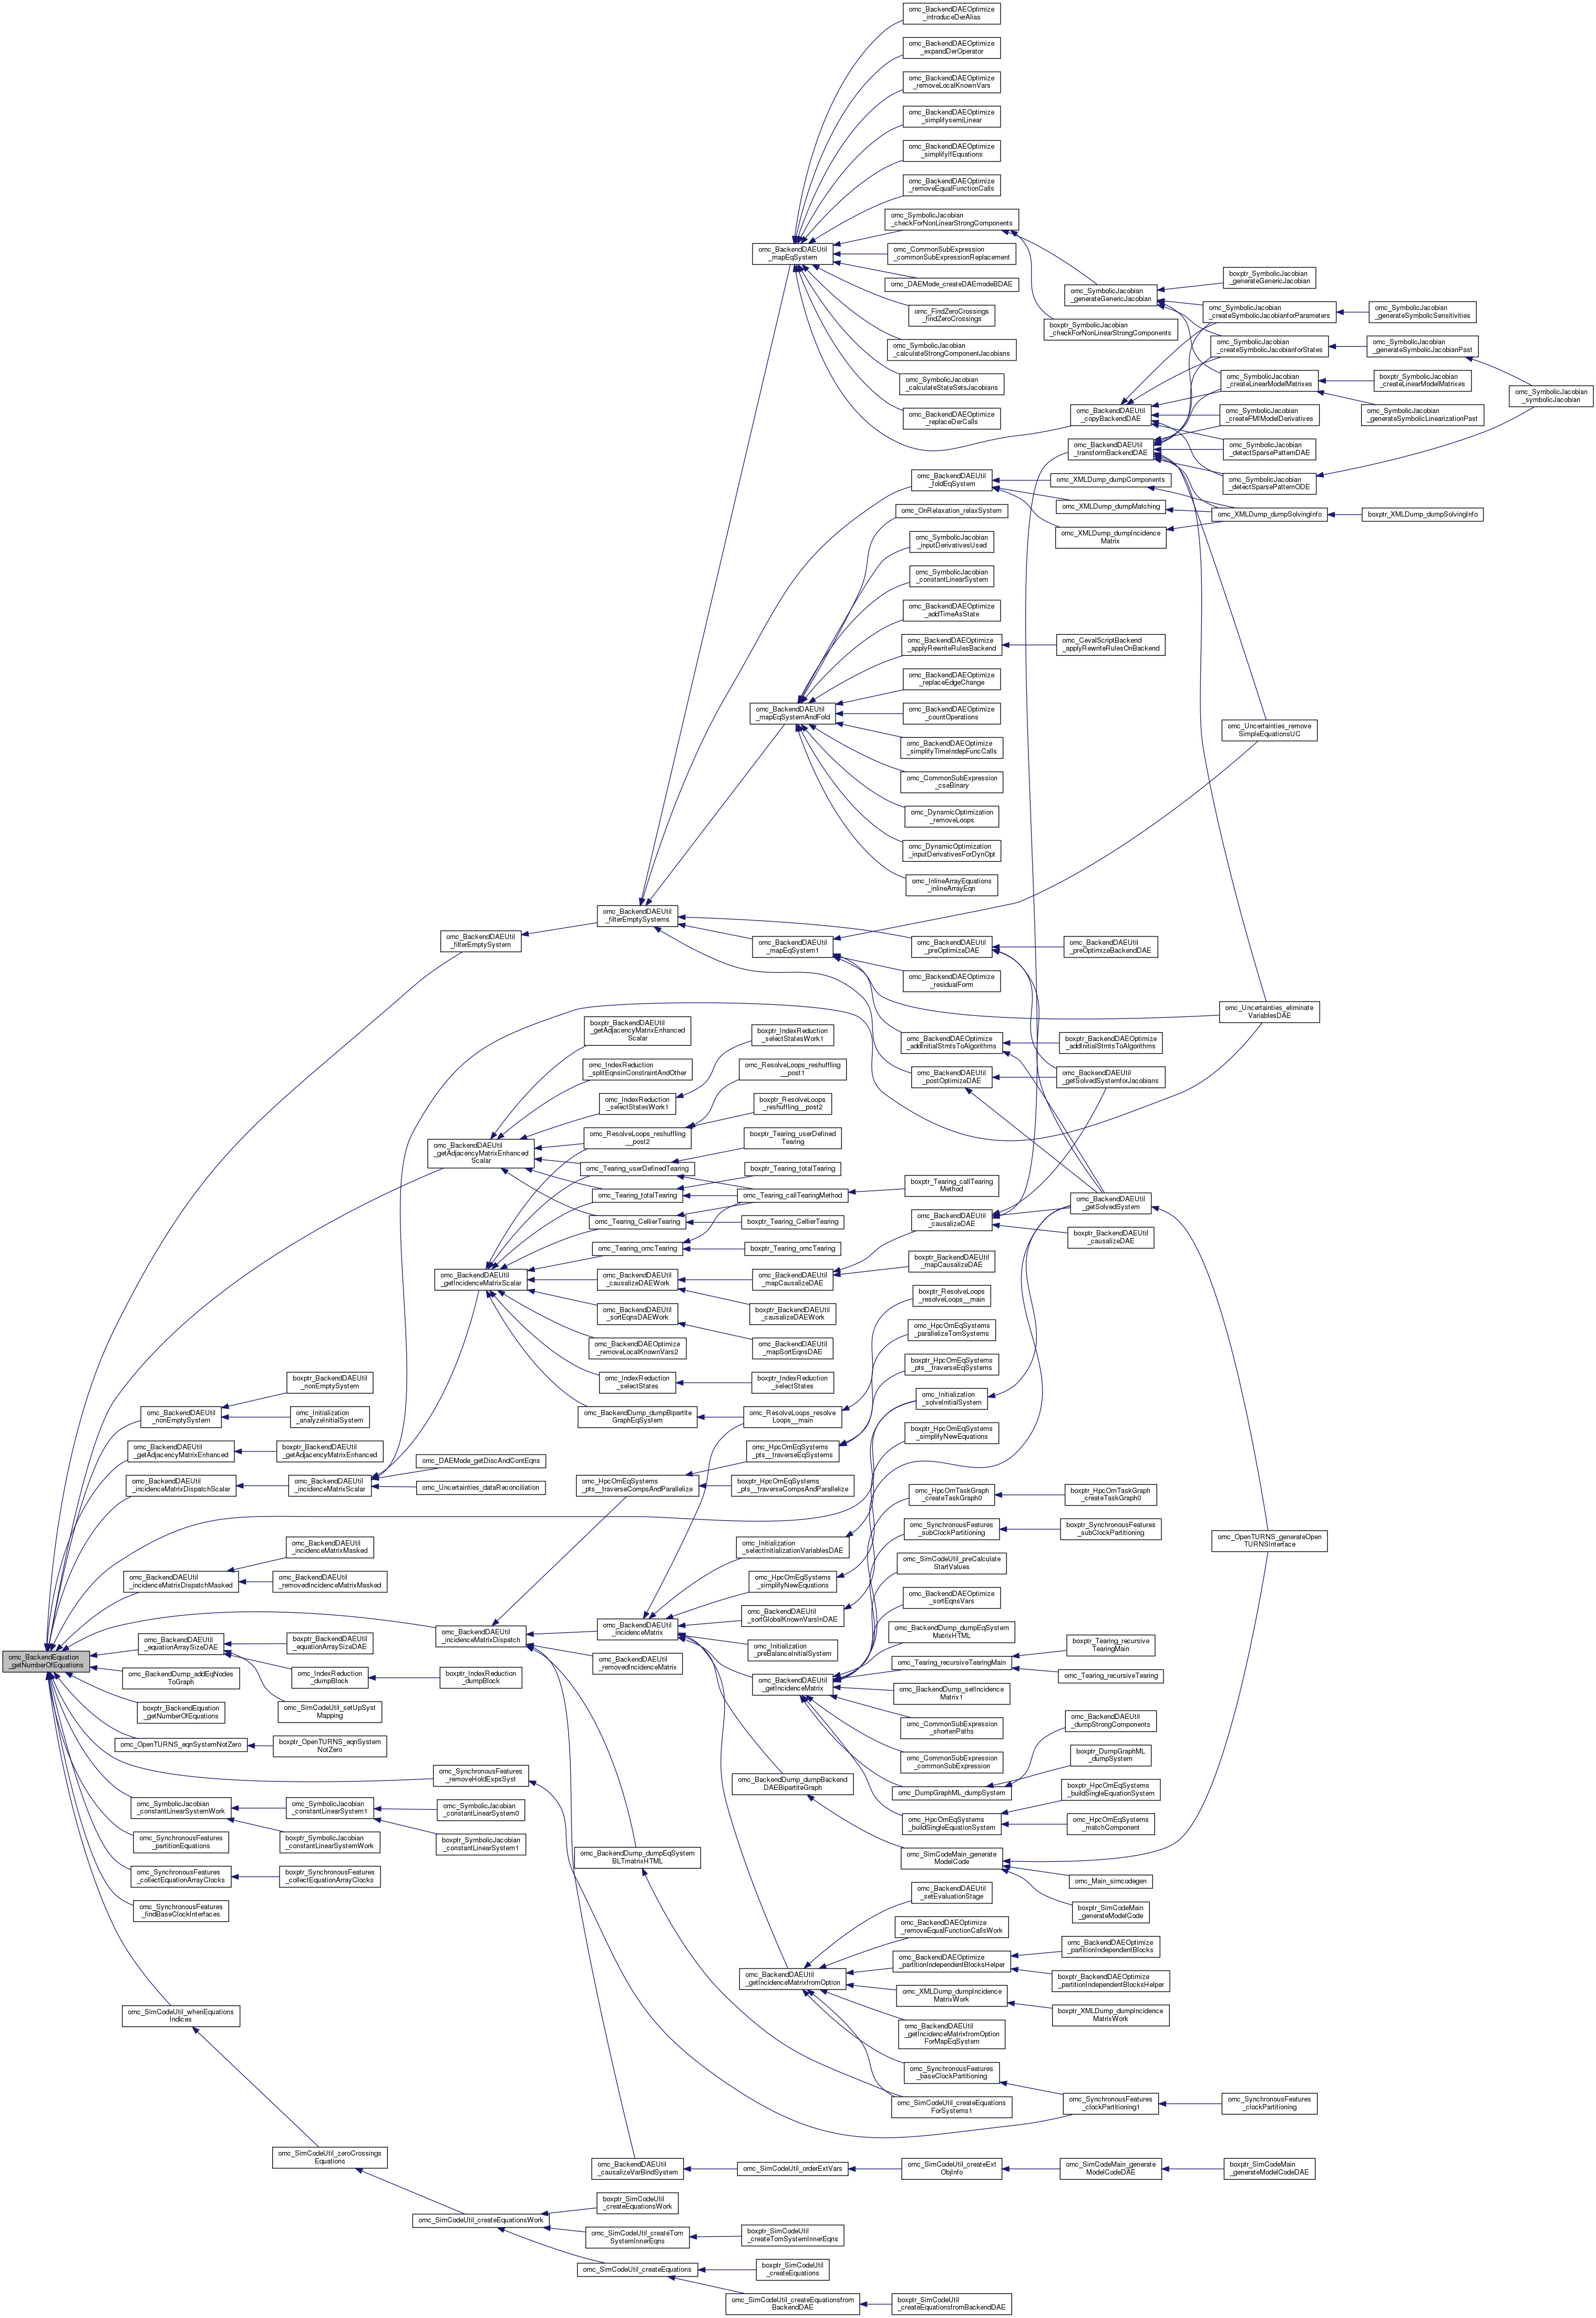 omc_BackendDAEOptimize
_introduceDerAlias
omc_BackendDAEOptimize
_expandDerOperator
omc_BackendDAEOptimize
_removeLocalKnownVars
omc_BackendDAEOptimize
_simplifysemiLinear
omc_BackendDAEOptimize
_simplifyIfEquations
omc_BackendDAEOptimize
_removeEqualFunctionCalls
omc_SymbolicJacobian
_checkForNonLinearStrongComponents
omc_BackendDAEUtil
_mapEqSystem
omc_CommonSubExpression
_commonSubExpressionReplacement
omc_DAEMode_createDAEmodeBDAE
omc_FindZeroCrossings
_findZeroCrossings
omc_SymbolicJacobian
_calculateStrongComponentJacobians
omc_SymbolicJacobian
_calculateStateSetsJacobians
omc_BackendDAEOptimize
_replaceDerCalls
omc_SymbolicJacobian
_generateGenericJacobian
boxptr_SymbolicJacobian
_checkForNonLinearStrongComponents
boxptr_SymbolicJacobian
_generateGenericJacobian
omc_SymbolicJacobian
_createSymbolicJacobianforParameters
omc_SymbolicJacobian
_generateSymbolicSensitivities
omc_SymbolicJacobian
_createSymbolicJacobianforStates
omc_SymbolicJacobian
_generateSymbolicJacobianPast
omc_SymbolicJacobian
_createLinearModelMatrixes
boxptr_SymbolicJacobian
_createLinearModelMatrixes
omc_SymbolicJacobian
_symbolicJacobian
omc_BackendDAEUtil
_copyBackendDAE
omc_SymbolicJacobian
_createFMIModelDerivatives
omc_SymbolicJacobian
_generateSymbolicLinearizationPast
omc_BackendDAEUtil
_transformBackendDAE
omc_SymbolicJacobian
_detectSparsePatternDAE
omc_SymbolicJacobian
_detectSparsePatternODE
omc_BackendDAEUtil
_foldEqSystem
omc_XMLDump_dumpComponents
omc_XMLDump_dumpMatching
omc_XMLDump_dumpSolvingInfo
boxptr_XMLDump_dumpSolvingInfo
omc_XMLDump_dumpIncidence
Matrix
omc_OnRelaxation_relaxSystem
omc_SymbolicJacobian
_inputDerivativesUsed
omc_SymbolicJacobian
_constantLinearSystem
omc_BackendDAEOptimize
_addTimeAsState
omc_BackendDAEOptimize
_applyRewriteRulesBackend
omc_CevalScriptBackend
_applyRewriteRulesOnBackend
omc_BackendDAEOptimize
_replaceEdgeChange
omc_BackendDAEUtil
_mapEqSystemAndFold
omc_BackendDAEOptimize
_countOperations
omc_BackendDAEOptimize
_simplifyTimeIndepFuncCalls
omc_CommonSubExpression
_cseBinary
omc_DynamicOptimization
_removeLoops
omc_DynamicOptimization
_inputDerivativesForDynOpt
omc_InlineArrayEquations
_inlineArrayEqn
omc_Uncertainties_remove
SimpleEquationsUC
omc_BackendDAEUtil
_filterEmptySystems
omc_BackendDAEUtil
_filterEmptySystem
omc_BackendDAEUtil
_mapEqSystem1
omc_BackendDAEUtil
_preOptimizeDAE
omc_BackendDAEUtil
_preOptimizeBackendDAE
omc_BackendDAEOptimize
_residualForm
omc_Uncertainties_eliminate
VariablesDAE
omc_BackendDAEOptimize
_addInitialStmtsToAlgorithms
boxptr_BackendDAEOptimize
_addInitialStmtsToAlgorithms
omc_BackendDAEUtil
_postOptimizeDAE
omc_BackendDAEUtil
_getSolvedSystemforJacobians
boxptr_BackendDAEUtil
_getAdjacencyMatrixEnhanced
Scalar
boxptr_IndexReduction
_selectStatesWork1
omc_IndexReduction
_splitEqnsinConstraintAndOther
omc_ResolveLoops_reshuffling
__post1
omc_IndexReduction
_selectStatesWork1
boxptr_ResolveLoops
_reshuffling__post2
omc_ResolveLoops_reshuffling
__post2
omc_BackendDAEUtil
_getAdjacencyMatrixEnhanced
Scalar
boxptr_Tearing_userDefined
Tearing
omc_Tearing_userDefinedTearing
boxptr_Tearing_totalTearing
omc_Tearing_totalTearing
omc_Tearing_callTearingMethod
boxptr_Tearing_callTearing
Method
omc_Tearing_CellierTearing
boxptr_Tearing_CellierTearing
omc_Tearing_omcTearing
boxptr_Tearing_omcTearing
omc_BackendDAEUtil
_causalizeDAE
omc_BackendDAEUtil
_getSolvedSystem
boxptr_BackendDAEUtil
_causalizeDAE
boxptr_BackendDAEUtil
_mapCausalizeDAE
omc_BackendDAEUtil
_getIncidenceMatrixScalar
omc_BackendDAEUtil
_causalizeDAEWork
omc_BackendDAEUtil
_mapCausalizeDAE
boxptr_BackendDAEUtil
_causalizeDAEWork
omc_BackendDAEUtil
_sortEqnsDAEWork
omc_BackendDAEUtil
_mapSortEqnsDAE
omc_BackendDAEOptimize
_removeLocalKnownVars2
omc_IndexReduction
_selectStates
boxptr_IndexReduction
_selectStates
boxptr_ResolveLoops
_resolveLoops__main
omc_HpcOmEqSystems
_parallelizeTornSystems
boxptr_HpcOmEqSystems
_pts__traverseEqSystems
omc_Initialization
_solveInitialSystem
omc_BackendDump_dumpBipartite
GraphEqSystem
omc_ResolveLoops_resolve
Loops__main
boxptr_BackendDAEUtil
_nonEmptySystem
omc_BackendDAEUtil
_nonEmptySystem
omc_Initialization
_analyzeInitialSystem
omc_BackendDAEUtil
_getAdjacencyMatrixEnhanced
boxptr_BackendDAEUtil
_getAdjacencyMatrixEnhanced
omc_HpcOmEqSystems
_pts__traverseEqSystems
boxptr_HpcOmEqSystems
_simplifyNewEquations
omc_DAEMode_getDiscAndContEqns
omc_BackendDAEUtil
_incidenceMatrixDispatchScalar
omc_BackendDAEUtil
_incidenceMatrixScalar
omc_Uncertainties_dataReconciliation
omc_HpcOmEqSystems
_pts__traverseCompsAndParallelize
boxptr_HpcOmEqSystems
_pts__traverseCompsAndParallelize
omc_HpcOmTaskGraph
_createTaskGraph0
boxptr_HpcOmTaskGraph
_createTaskGraph0
omc_SynchronousFeatures
_subClockPartitioning
boxptr_SynchronousFeatures
_subClockPartitioning
omc_OpenTURNS_generateOpen
TURNSInterface
omc_BackendDAEUtil
_incidenceMatrixMasked
omc_Initialization
_selectInitializationVariablesDAE
omc_SimCodeUtil_preCalculate
StartValues
omc_BackendDAEUtil
_incidenceMatrixDispatchMasked
omc_BackendDAEUtil
_removedIncidenceMatrixMasked
omc_HpcOmEqSystems
_simplifyNewEquations
omc_BackendDAEOptimize
_sortEqnsVars
omc_BackendDAEUtil
_sortGlobalKnownVarsInDAE
omc_BackendDump_dumpEqSystem
MatrixHTML
omc_BackendDAEUtil
_incidenceMatrixDispatch
omc_BackendDAEUtil
_incidenceMatrix
omc_BackendDAEUtil
_equationArraySizeDAE
boxptr_BackendDAEUtil
_equationArraySizeDAE
omc_Initialization
_preBalanceInitialSystem
boxptr_Tearing_recursive
TearingMain
omc_BackendEquation
_getNumberOfEquations
omc_BackendDAEUtil
_removedIncidenceMatrix
omc_Tearing_recursiveTearingMain
omc_Tearing_recursiveTearing
omc_BackendDump_addEqNodes
ToGraph
omc_IndexReduction
_dumpBlock
boxptr_IndexReduction
_dumpBlock
omc_BackendDAEUtil
_getIncidenceMatrix
omc_BackendDump_setIncidence
Matrix1
boxptr_BackendEquation
_getNumberOfEquations
omc_SimCodeUtil_setUpSyst
Mapping
omc_CommonSubExpression
_shortenPaths
omc_BackendDAEUtil
_dumpStrongComponents
omc_OpenTURNS_eqnSystemNotZero
boxptr_OpenTURNS_eqnSystem
NotZero
omc_CommonSubExpression
_commonSubExpression
boxptr_DumpGraphML
_dumpSystem
omc_SynchronousFeatures
_removeHoldExpsSyst
omc_BackendDump_dumpBackend
DAEBipartiteGraph
omc_DumpGraphML_dumpSystem
boxptr_HpcOmEqSystems
_buildSingleEquationSystem
omc_SymbolicJacobian
_constantLinearSystemWork
omc_SymbolicJacobian
_constantLinearSystem1
omc_SymbolicJacobian
_constantLinearSystem0
omc_HpcOmEqSystems
_buildSingleEquationSystem
omc_HpcOmEqSystems
_matchComponent
omc_SynchronousFeatures
_partitionEquations
boxptr_SymbolicJacobian
_constantLinearSystemWork
boxptr_SymbolicJacobian
_constantLinearSystem1
omc_BackendDump_dumpEqSystem
BLTmatrixHTML
omc_SimCodeMain_generate
ModelCode
omc_SynchronousFeatures
_collectEquationArrayClocks
boxptr_SynchronousFeatures
_collectEquationArrayClocks
omc_Main_simcodegen
omc_SynchronousFeatures
_findBaseClockInterfaces
omc_BackendDAEUtil
_setEvaluationStage
boxptr_SimCodeMain
_generateModelCode
omc_BackendDAEOptimize
_removeEqualFunctionCallsWork
omc_BackendDAEOptimize
_partitionIndependentBlocks
omc_BackendDAEOptimize
_partitionIndependentBlocksHelper
omc_BackendDAEUtil
_getIncidenceMatrixfromOption
boxptr_BackendDAEOptimize
_partitionIndependentBlocksHelper
omc_XMLDump_dumpIncidence
MatrixWork
boxptr_XMLDump_dumpIncidence
MatrixWork
omc_SimCodeUtil_whenEquations
Indices
omc_BackendDAEUtil
_getIncidenceMatrixfromOption
ForMapEqSystem
omc_SynchronousFeatures
_baseClockPartitioning
omc_SimCodeUtil_createEquations
ForSystems1
omc_SynchronousFeatures
_clockPartitioning1
omc_SynchronousFeatures
_clockPartitioning
omc_SimCodeUtil_zeroCrossings
Equations
omc_BackendDAEUtil
_causalizeVarBindSystem
omc_SimCodeUtil_orderExtVars
omc_SimCodeUtil_createExt
ObjInfo
omc_SimCodeMain_generate
ModelCodeDAE
boxptr_SimCodeMain
_generateModelCodeDAE
boxptr_SimCodeUtil
_createEquationsWork
omc_SimCodeUtil_createEquationsWork
omc_SimCodeUtil_createTorn
SystemInnerEqns
boxptr_SimCodeUtil
_createTornSystemInnerEqns
omc_SimCodeUtil_createEquations
boxptr_SimCodeUtil
_createEquations
omc_SimCodeUtil_createEquationsfrom
BackendDAE
boxptr_SimCodeUtil
_createEquationsfromBackendDAE